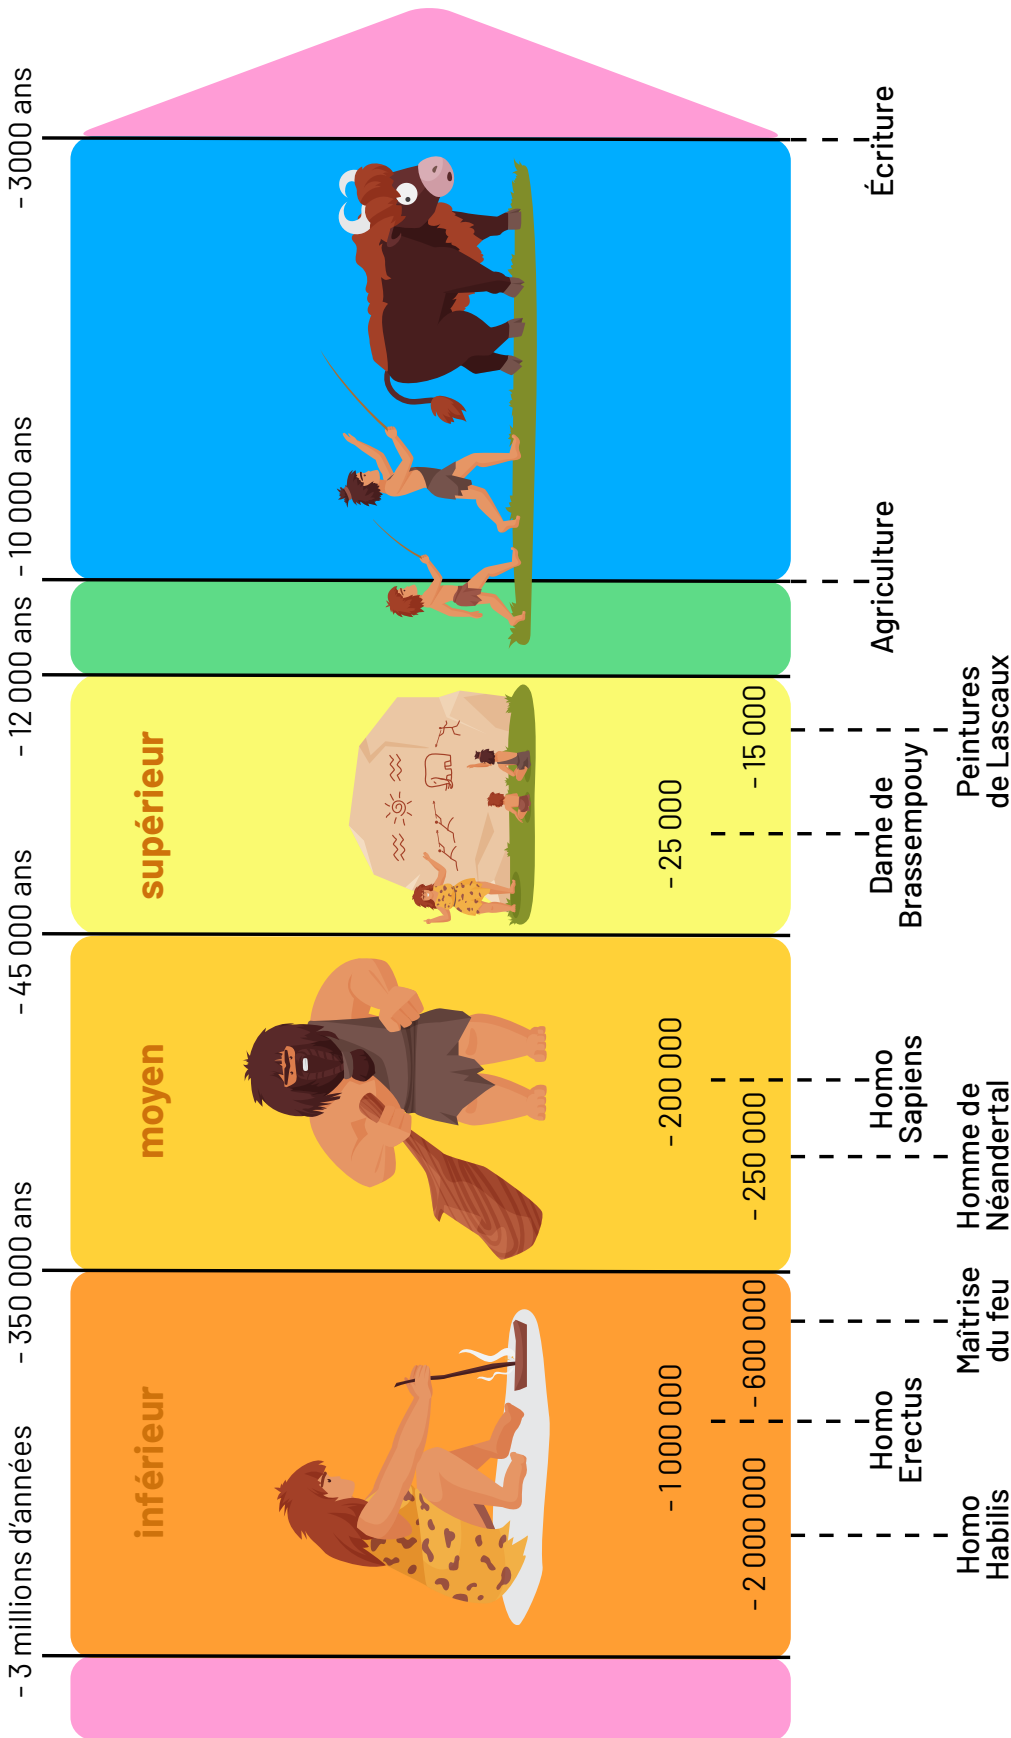 - 3 millions d'années
- 350 000 ans
- 45 000 ans
- 12 000 ans
- 10 000 ans
- 3000 ans
inférieur
moyen
supérieur
- 1 000 000
- 200 000
- 25 000
- 2 000 000
- 600 000
- 250 000
- 15 000
Homo
Erectus
Homo
Sapiens
Dame de
Brassempouy
Agriculture
Écriture
Homo
Habilis
Maîtrise
du feu
Homme de
Néandertal
Peintures
de Lascaux